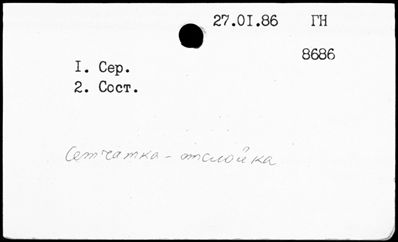 27.01.86 ГН
8686
1. Сер.
2. Сост.
Сетчатка - отслойка